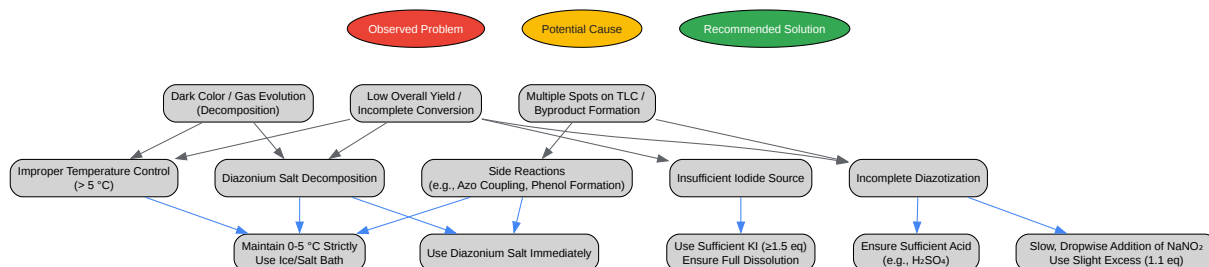 Observed Problem
Potential Cause
Recommended Solution
Dark Color / Gas Evolution
(Decomposition)
Low Overall Yield /
Incomplete Conversion
Multiple Spots on TLC /
Byproduct Formation
Improper Temperature Control
(> 5 °C)
Diazonium Salt Decomposition
Side Reactions
(e.g., Azo Coupling, Phenol Formation)
Insufficient Iodide Source
Incomplete Diazotization
Maintain 0-5 °C Strictly
Use Ice/Salt Bath
Use Diazonium Salt Immediately
Use Sufficient KI (≥1.5 eq)
Ensure Full Dissolution
Ensure Sufficient Acid
(e.g., H₂SO₄)
Slow, Dropwise Addition of NaNO₂
Use Slight Excess (1.1 eq)